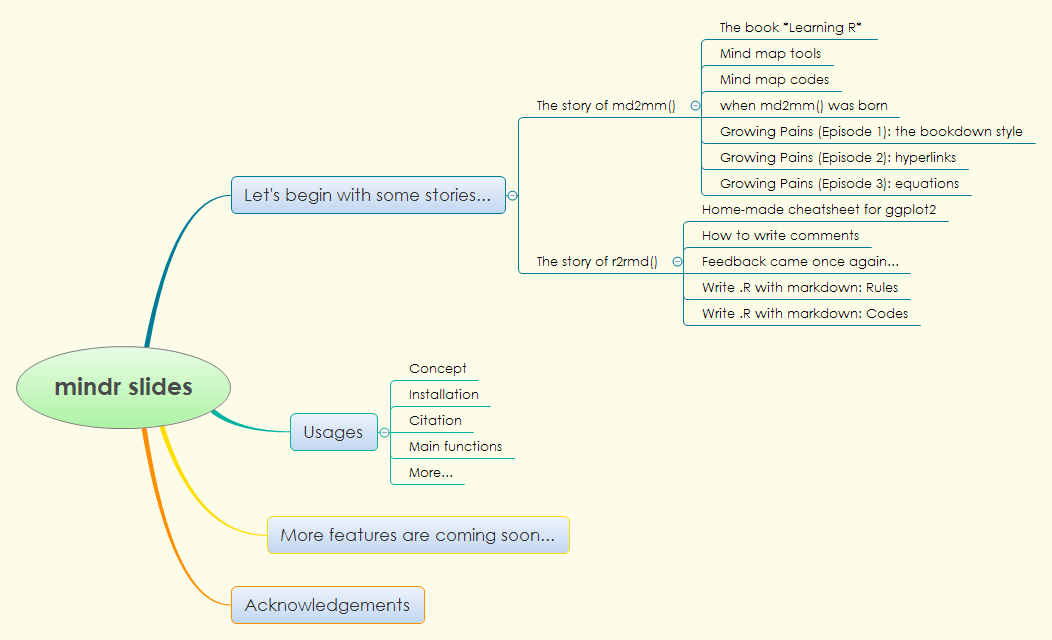 mindr slides
Let's begin with some stories...
The story of md2mm()
The book *Learning R*
Mind map tools
Mind map codes
when md2mm() was born
Growing Pains (Episode 1): the bookdown style
Growing Pains (Episode 2): hyperlinks
Growing Pains (Episode 3): equations
The story of r2rmd()
Home-made cheatsheet for ggplot2
How to write comments
Feedback came once again...
Write .R with markdown: Rules
Write .R with markdown: Codes
Usages
Concept
Installation
Citation
Main functions
More...
More features are coming soon...
Acknowledgements